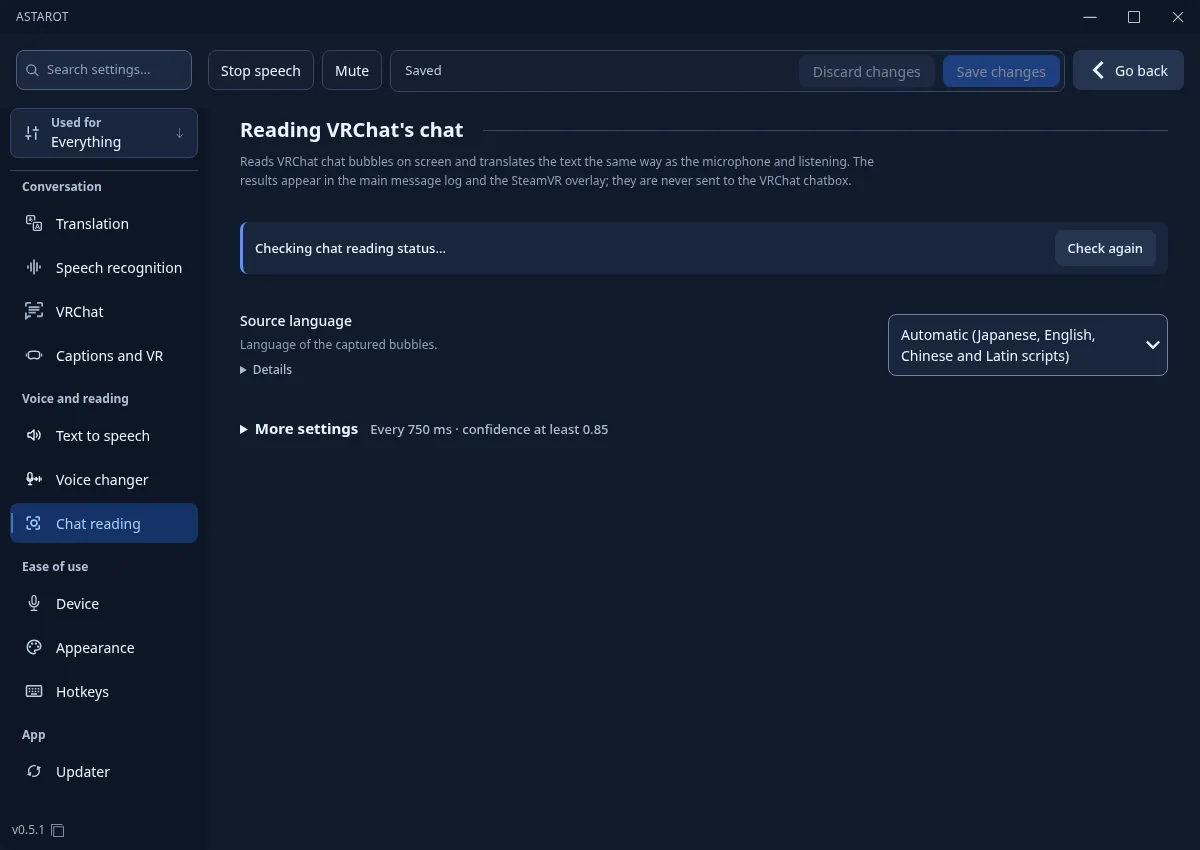 ASTAROT
Search settings...
Stop speech
Mute
Saved
Discard changes
Save changes
Go back
Used for
Everything
Conversation
Translation
Speech recognition
VRChat
Captions and VR
Voice and reading
Text to speech
Voice changer
Chat reading
Ease of use
Device
Appearance
Hotkeys
App
Updater
v0.5.1
Reading VRChat's chat
Reads VRChat chat bubbles on screen and translates the text the same way as the microphone and listening. The
results appear in the main message log and the SteamVR overlay; they are never sent to the VRChat chatbox.
Checking chat reading status...
Check again
Source language
Language of the captured bubbles.
Details
Automatic (Japanese, English,
Chinese and Latin scripts)
More settings Every 750 ms · confidence at least 0.85